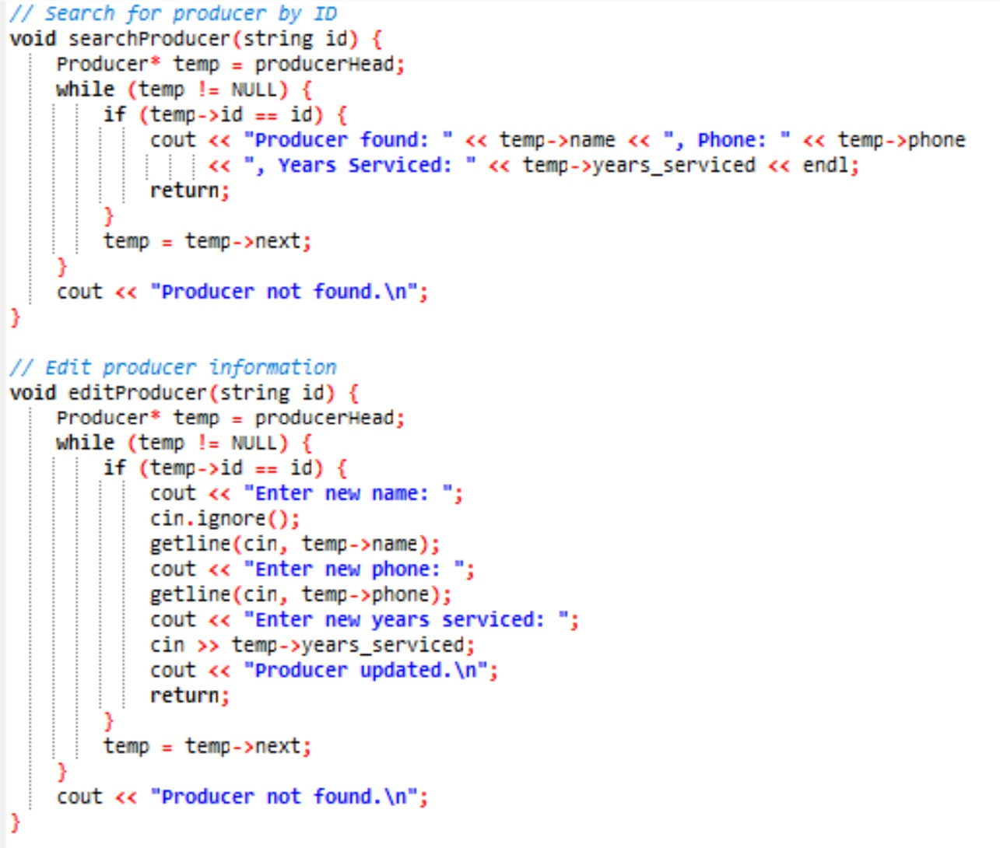 // Search for producer by ID
void searchProducer(string id) {
    Producer* temp = producerHead;
    while (temp != NULL) {
        if (temp->id == id) {
            cout << "Producer found: " << temp->name << ", Phone: " << temp->phone
                 << ", Years Serviced: " << temp->years_serviced << endl;
            return;
        }
        temp = temp->next;
    }
    cout << "Producer not found.\n";
}

// Edit producer information
void editProducer(string id) {
    Producer* temp = producerHead;
    while (temp != NULL) {
        if (temp->id == id) {
            cout << "Enter new name: ";
            cin.ignore();
            getline(cin, temp->name);
            cout << "Enter new phone: ";
            getline(cin, temp->phone);
            cout << "Enter new years serviced: ";
            cin >> temp->years_serviced;
            cout << "Producer updated.\n";
            return;
        }
        temp = temp->next;
    }
    cout << "Producer not found.\n";
}